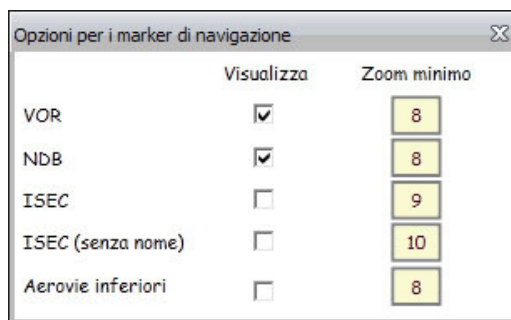 Opzioni per i marker di navigazione
Visualizza Zoom minimo
VOR 8
NDB 8
ISEC 9
ISEC (senza nome) 10
Aerovie inferiori 8